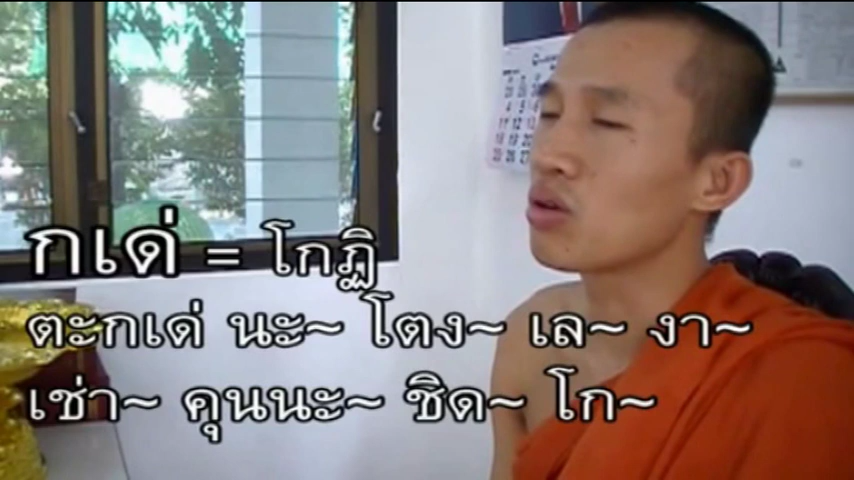 กเด่ = โกฏิ
ตะกเด่ นะ~ โตง~ เล~ งา~
เช่า~ คุนนะ~ ชิด~ โก~